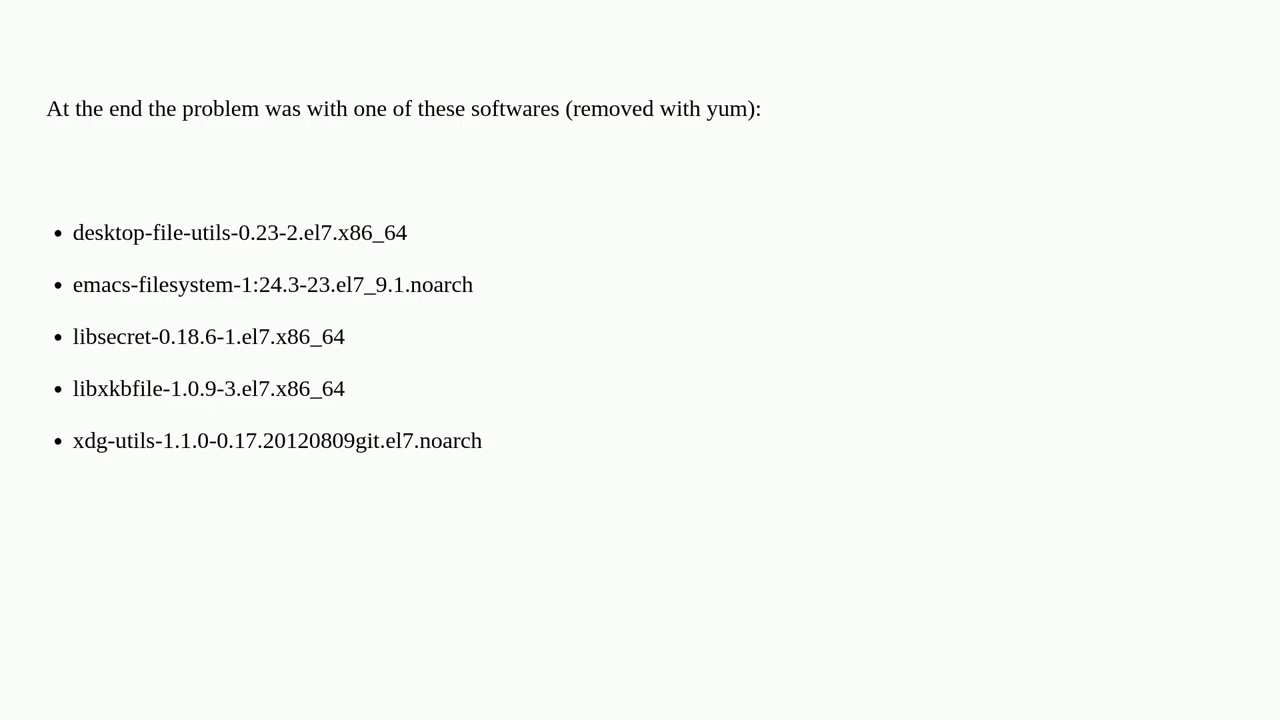 At the end the problem was with one of these softwares (removed with yum):
• desktop-file-utils-0.23-2.el7.x86_64
• emacs-filesystem-1:24.3-23.el7_9.1.noarch
• libsecret-0.18.6-1.el7.x86_64
• libxkbfile-1.0.9-3.el7.x86_64
• xdg-utils-1.1.0-0.17.20120809git.el7.noarch